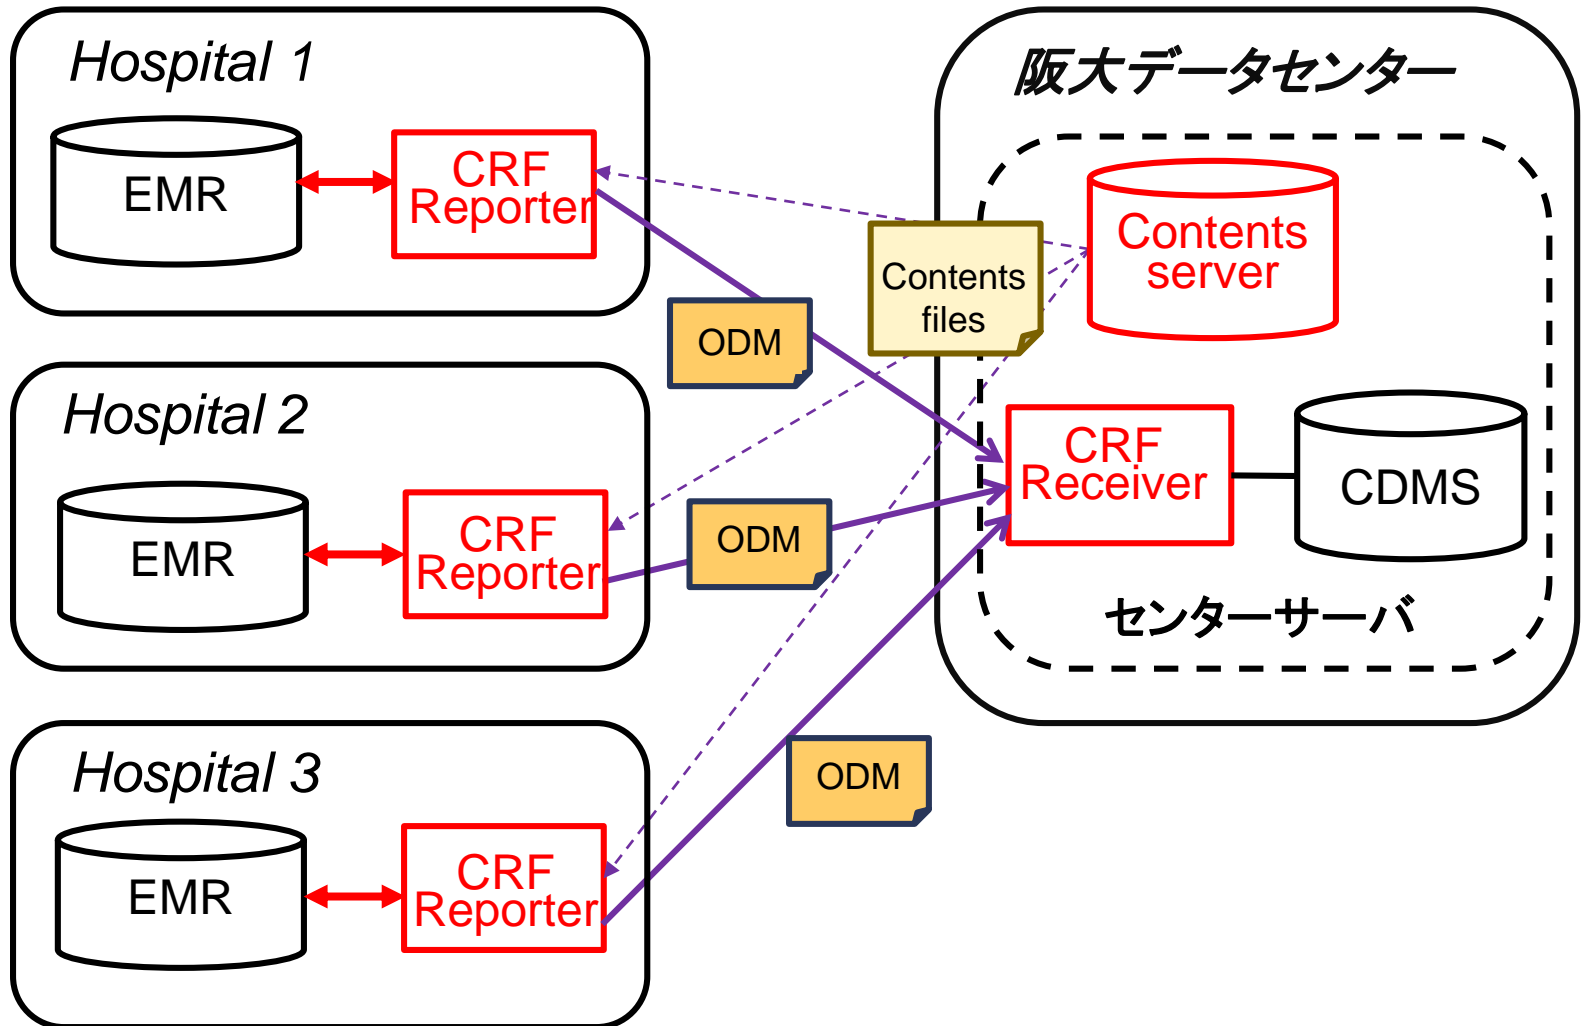 Hospital 1
EMR
CRF
Reporter
ODM
Hospital 2
EMR
CRF
Reporter
ODM
Hospital 3
EMR
CRF
Reporter
ODM
阪大データセンター
Contents
server
Contents
files
CRF
Receiver
CDMS
センターサーバ